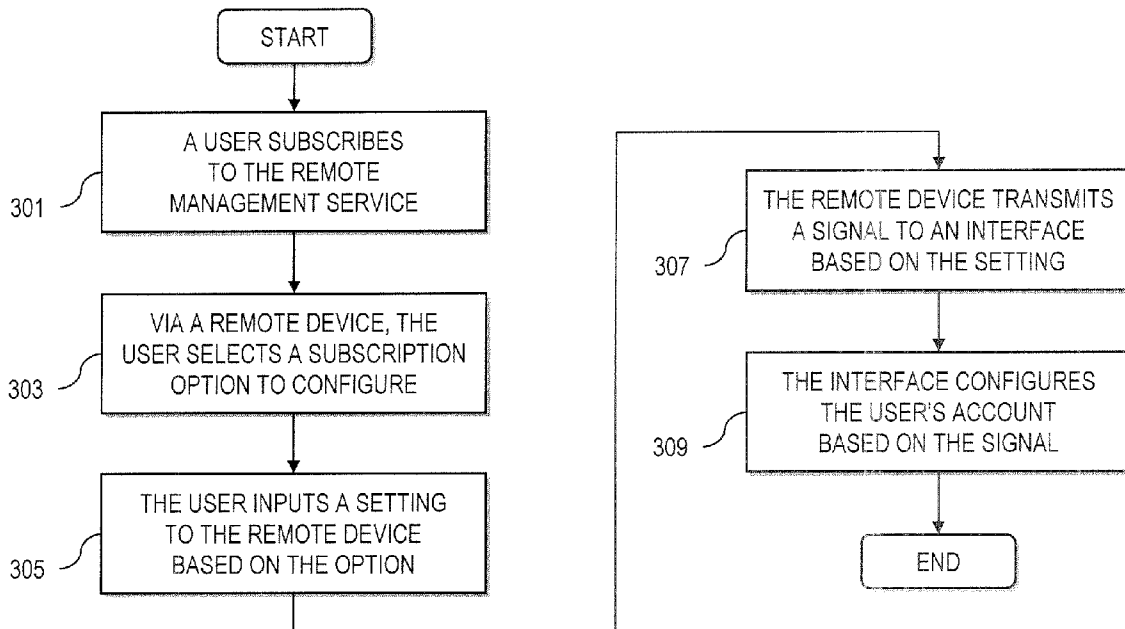 START
A USER SUBSCRIBES
TO THE REMOTE
MANAGEMENT SERVICE
301
VIA A REMOTE DEVICE, THE
USER SELECTS A SUBSCRIPTION
OPTION TO CONFIGURE
303
THE USER INPUTS A SETTING
TO THE REMOTE DEVICE
BASED ON THE OPTION
305
THE REMOTE DEVICE TRANSMITS
A SIGNAL TO AN INTERFACE
BASED ON THE SETTING
307
THE INTERFACE CONFIGURES
THE USER'S ACCOUNT
BASED ON THE SIGNAL
309
END